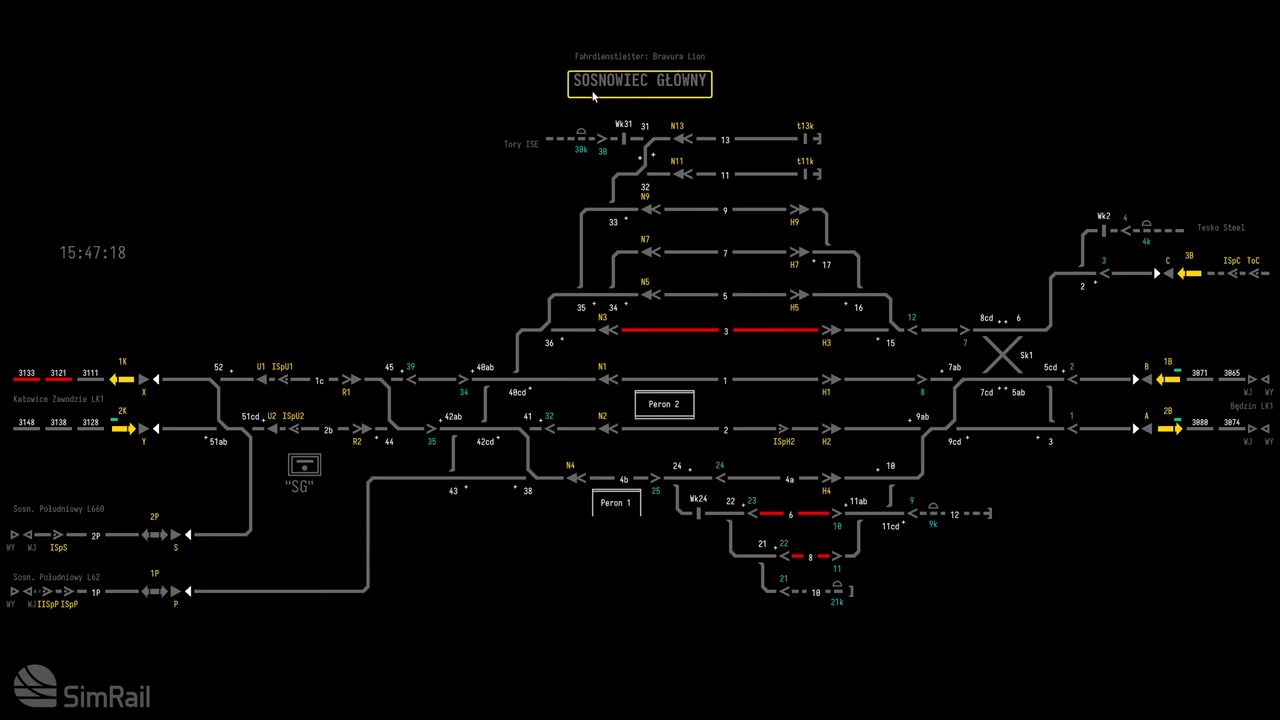 Fahrdienstleiter: Bravura Lion
SOSNOWIEC GŁÓWNY
Wk31 31 N13 t13k
Tory ISE 30k 30 13
N11 t11k
11
32
N9
33 9 H9
Wk2 4 Tesko Steel
4k
15:47:18
N7
7 H7 17
3 C 3B ISpC ToC
2
N5
35 34 5 H5 16
N3 12 8cd 6
36 3 H3 15 7
Sk1
1K 52 U1 ISpU1 45 39 40ab N1 7ab 5cd 2 B 1B
3133 3121 3111 X 1c R1 34 40cd 1 H1 8 7cd 5ab 3071 3065 WJ WY
Katowice Zawodzie LK1 Peron 2 Będzin LK1
2K 51cd U2 ISpU2 42ab 41 32 N2 9ab 1 A 2B
3148 3138 3128 Y 51ab 2b R2 44 35 42cd 2 ISpH2 H2 9cd 3 3080 3074 WJ WY
"SG"
N4 24 24 10
43 38 4b 25 4a H4
Peron 1 Wk24 22 23 11ab 9
6 10 11cd 9k 12
Sosn. Południowy L660 2P
WY WJ ISpS 2P S
21 22
8 11
Sosn. Południowy L62 1P
WY WJ IISpP ISpP 1P P
21 10 21k
SimRail